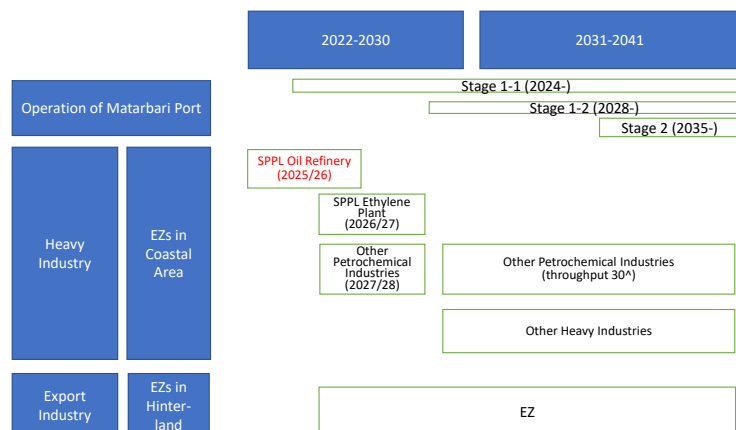 2022-2030
2031-2041
Operation of Matarbari Port
Stage 1-1 (2024-)
Stage 1-2 (2028-)
Stage 2 (2035-)
Heavy
Industry
EZs in
Coastal
Area
SPPL Oil Refinery
(2025/26)
SPPL Ethylene
Plant
(2026/27)
Other
Petrochemical
Industries
(2027/28)
Other Petrochemical Industries
(throughput 30^)
Other Heavy Industries
Export
Industry
EZs in
Hinter-
land
EZ